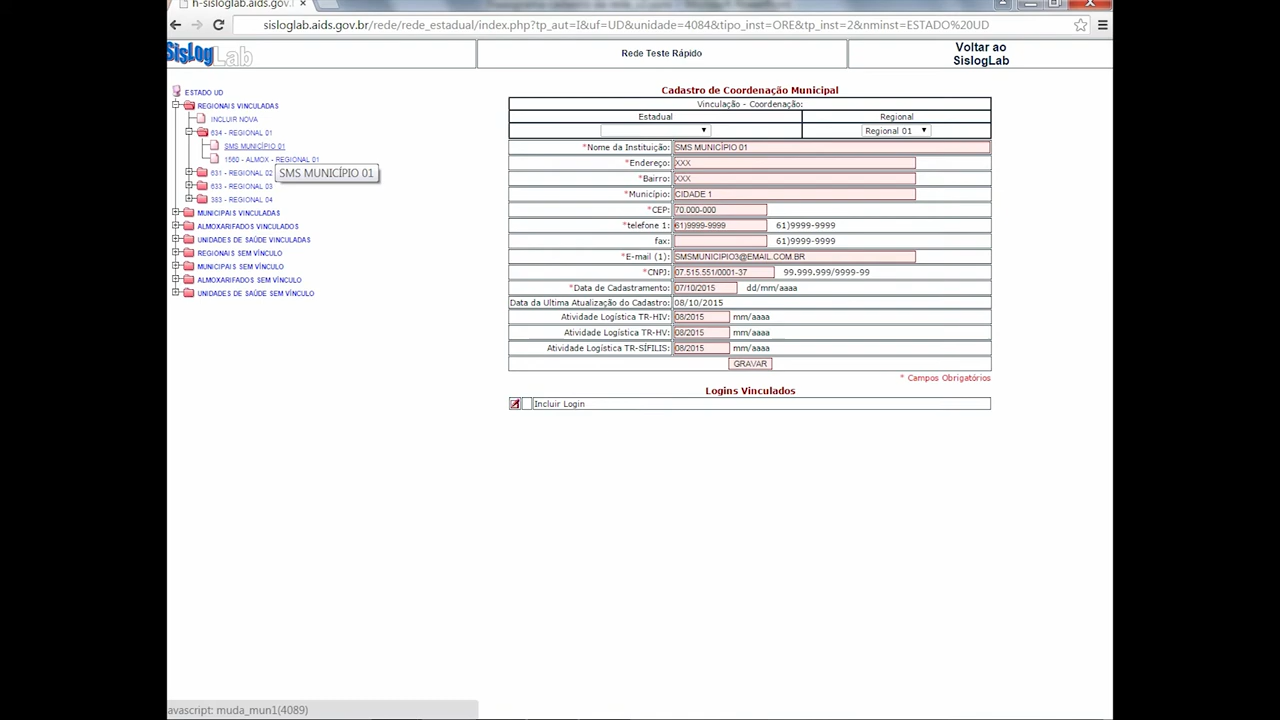 h-sisloglab.aids.gov.
sisloglab.aids.gov.br/rede/rede_estadual/index.php?tp_aut=I&uf=UD&unidade=4084&tipo_inst=ORE&tp_inst=2&nminst=ESTADO%20UD
SisLogLab
Rede Teste Rápido
Voltar ao
SislogLab
ESTADO UD
REGIONAIS VINCULADAS
INCLUIR NOVA
634 - REGIONAL 01
SMS MUNICÍPIO 01
1560 - ALMOX - REGIONAL 01
SMS MUNICÍPIO 01
631 - REGIONAL 02
633 - REGIONAL 03
383 - REGIONAL 04
MUNICIPAIS VINCULADAS
ALMOXARIFADOS VINCULADOS
UNIDADES DE SAÚDE VINCULADAS
REGIONAIS SEM VÍNCULO
MUNICIPAIS SEM VÍNCULO
ALMOXARIFADOS SEM VÍNCULO
UNIDADES DE SAÚDE SEM VÍNCULO
Cadastro de Coordenação Municipal
Vinculação - Coordenação:
Estadual Regional
Regional 01
*Nome da Instituição: SMS MUNICÍPIO 01
*Endereço: XXX
*Bairro: XXX
*Município: CIDADE 1
*CEP: 70.000-000
*telefone 1: 61)9999-9999 61)9999-9999
fax: 61)9999-9999
*E-mail (1): SMSMUNICIPIO3@EMAIL.COM.BR
*CNPJ: 07.515.551/0001-37 99.999.999/9999-99
*Data de Cadastramento: 07/10/2015 dd/mm/aaaa
Data da Ultima Atualização do Cadastro: 08/10/2015
Atividade Logística TR-HIV: 08/2015 mm/aaaa
Atividade Logística TR-HV: 08/2015 mm/aaaa
Atividade Logística TR-SÍFILIS: 08/2015 mm/aaaa
GRAVAR
* Campos Obrigatórios
Logins Vinculados
Incluir Login
avascript: muda_mun1(4089)